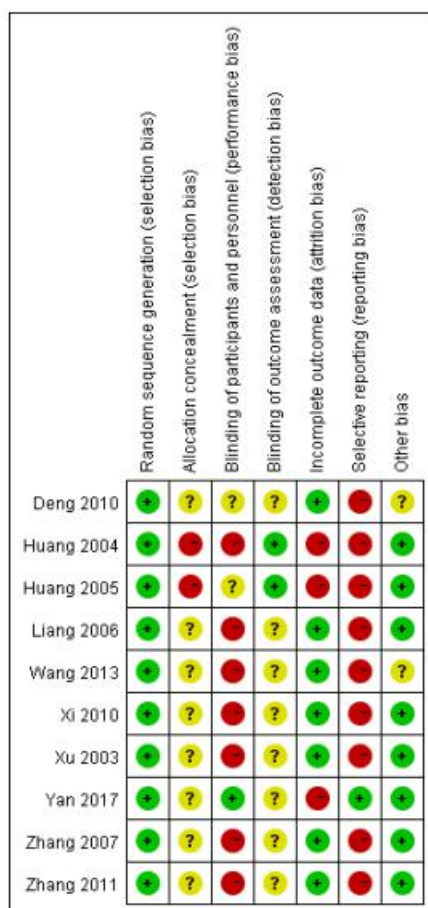 Random sequence generation (selection bias)
Allocation concealment (selection bias)
Blinding of participants and personnel (performance bias)
Blinding of outcome assessment (detection bias)
Incomplete outcome data (attrition bias)
Selective reporting (reporting bias)
Other bias
Deng 2010 + ? ? ? + - ?
Huang 2004 + - - + - - +
Huang 2005 + - ? + - - +
Liang 2006 + ? - ? + - +
Wang 2013 + ? - ? + - ?
Xi 2010 + ? - ? + - +
Xu 2003 + ? - ? + - +
Yan 2017 + ? + ? - + +
Zhang 2007 + ? - ? + - +
Zhang 2011 + ? - ? + - +